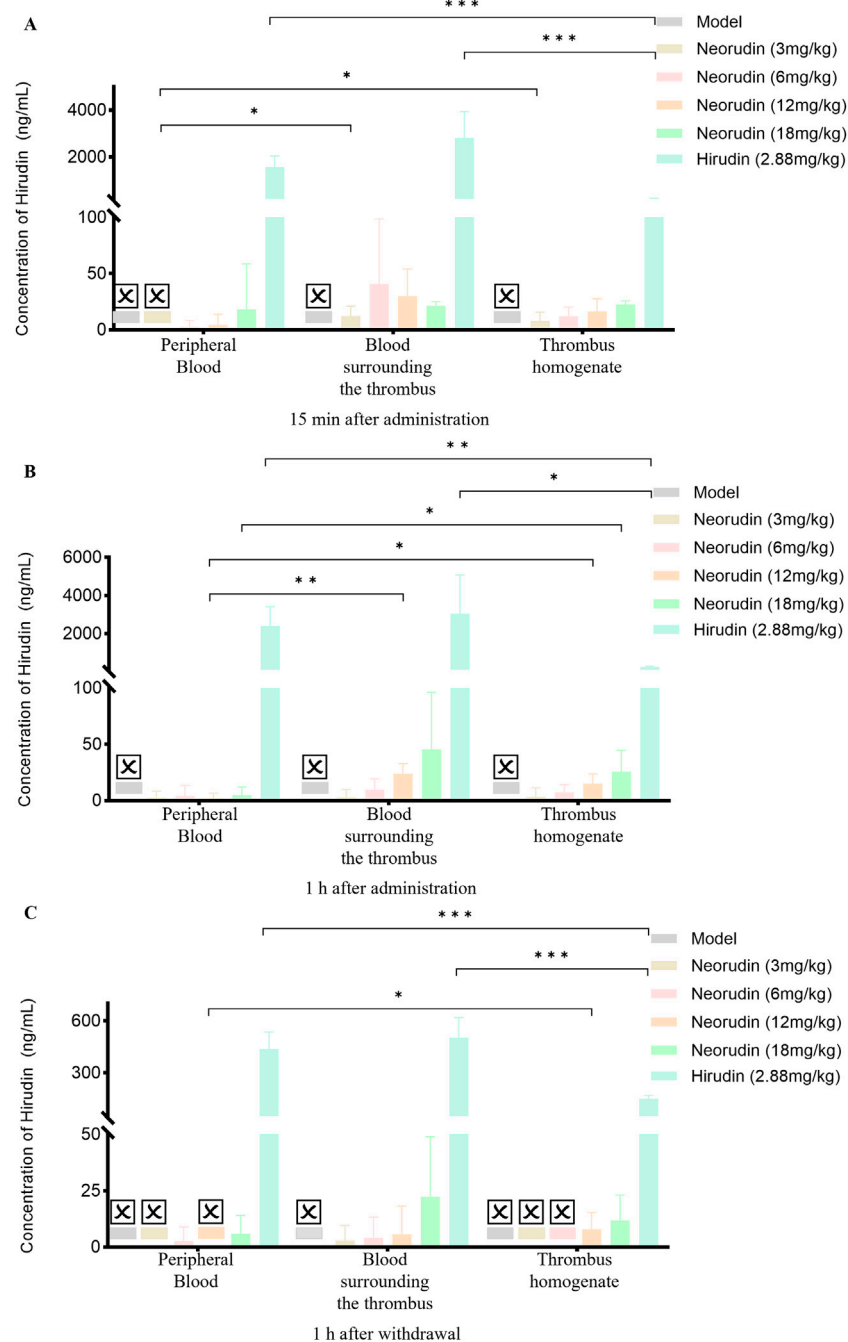 A
* * *
Model
* * *
Neorudin (3mg/kg)
Neorudin (6mg/kg)
Neorudin (12mg/kg)
Neorudin (18mg/kg)
Hirudin (2.88mg/kg)
*
*
Concentration of Hirudin (ng/mL)
4000
2000
100
50
0
Peripheral
Blood
Blood
surrounding
the thrombus
Thrombus
homogenate
15 min after administration
B
* *
*
Model
Neorudin (3mg/kg)
Neorudin (6mg/kg)
Neorudin (12mg/kg)
Neorudin (18mg/kg)
Hirudin (2.88mg/kg)
*
*
* *
Concentration of Hirudin (ng/mL)
6000
4000
2000
100
50
0
Peripheral
Blood
Blood
surrounding
the thrombus
Thrombus
homogenate
1 h after administration
C
* * *
* * *
Model
Neorudin (3mg/kg)
Neorudin (6mg/kg)
Neorudin (12mg/kg)
Neorudin (18mg/kg)
Hirudin (2.88mg/kg)
*
Concentration of Hirudin (ng/mL)
600
300
50
25
0
Peripheral
Blood
Blood
surrounding
the thrombus
Thrombus
homogenate
1 h after withdrawal